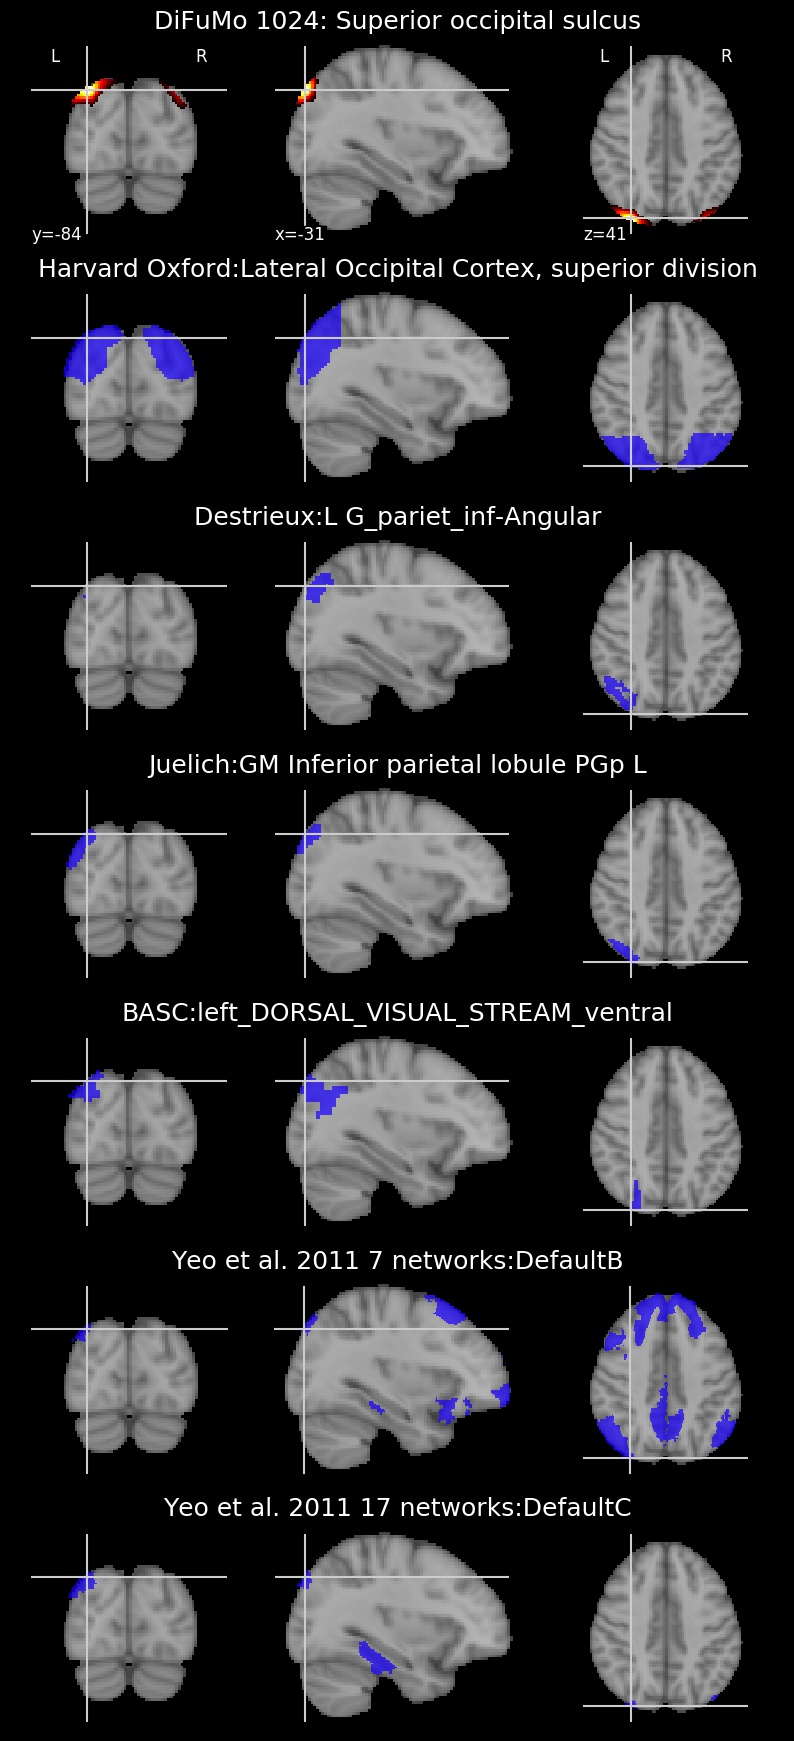 DiFuMo 1024: Superior occipital sulcus
L R L R
y=-84 x=-31 z=41
Harvard Oxford:Lateral Occipital Cortex, superior division
Destrieux:L G_pariet_inf-Angular
Juelich:GM Inferior parietal lobule PGp L
BASC:left_DORSAL_VISUAL_STREAM_ventral
Yeo et al. 2011 7 networks:DefaultB
Yeo et al. 2011 17 networks:DefaultC